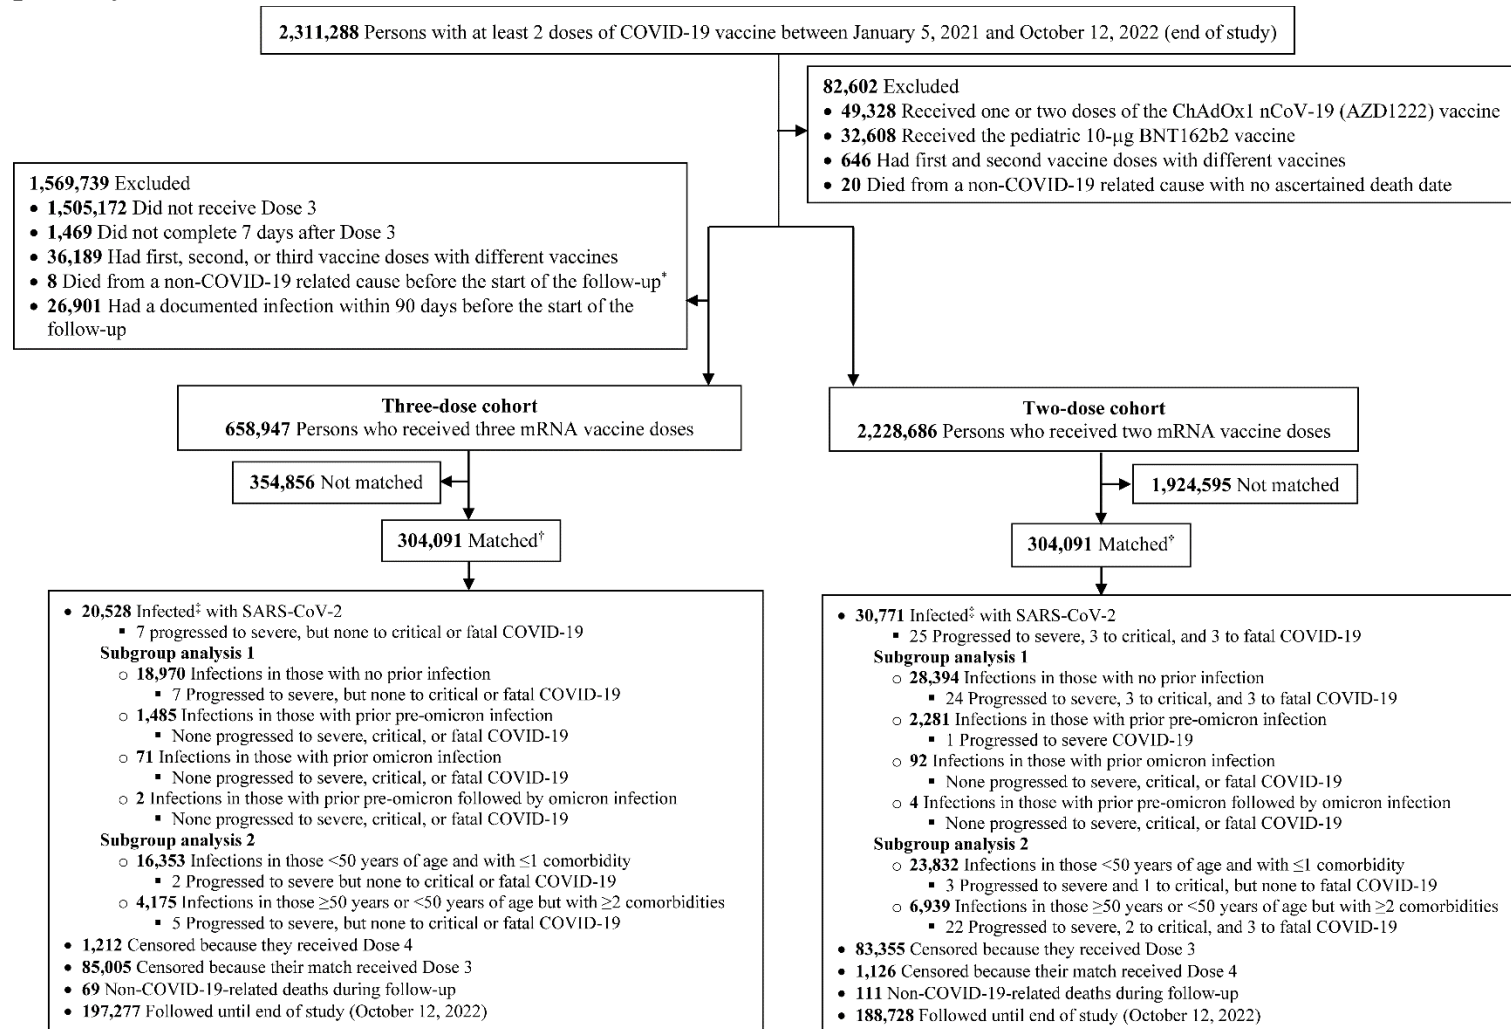 2,311,288 Persons with at least 2 doses of COVID-19 vaccine between January 5, 2021 and October 12, 2022 (end of study)
82,602 Excluded
• 49,328 Received one or two doses of the ChAdOx1 nCoV-19 (AZD1222) vaccine
• 32,608 Received the pediatric 10-μg BNT162b2 vaccine
• 646 Had first and second vaccine doses with different vaccines
• 20 Died from a non-COVID-19 related cause with no ascertained death date
1,569,739 Excluded
• 1,505,172 Did not receive Dose 3
• 1,469 Did not complete 7 days after Dose 3
• 36,189 Had first, second, or third vaccine doses with different vaccines
• 8 Died from a non-COVID-19 related cause before the start of the follow-up*
• 26,901 Had a documented infection within 90 days before the start of the
follow-up
Three-dose cohort
658,947 Persons who received three mRNA vaccine doses
354,856 Not matched
304,091 Matched†
• 20,528 Infected‡ with SARS-CoV-2
▪ 7 progressed to severe, but none to critical or fatal COVID-19
Subgroup analysis 1
○ 18,970 Infections in those with no prior infection
▪ 7 Progressed to severe, but none to critical or fatal COVID-19
○ 1,485 Infections in those with prior pre-omicron infection
▪ None progressed to severe, critical, or fatal COVID-19
○ 71 Infections in those with prior omicron infection
▪ None progressed to severe, critical, or fatal COVID-19
○ 2 Infections in those with prior pre-omicron followed by omicron infection
▪ None progressed to severe, critical, or fatal COVID-19
Subgroup analysis 2
○ 16,353 Infections in those <50 years of age and with ≤1 comorbidity
▪ 2 Progressed to severe but none to critical or fatal COVID-19
○ 4,175 Infections in those ≥50 years or <50 years of age but with ≥2 comorbidities
▪ 5 Progressed to severe, but none to critical or fatal COVID-19
• 1,212 Censored because they received Dose 4
• 85,005 Censored because their match received Dose 3
• 69 Non-COVID-19-related deaths during follow-up
• 197,277 Followed until end of study (October 12, 2022)
Two-dose cohort
2,228,686 Persons who received two mRNA vaccine doses
1,924,595 Not matched
304,091 Matched†
• 30,771 Infected‡ with SARS-CoV-2
▪ 25 Progressed to severe, 3 to critical, and 3 to fatal COVID-19
Subgroup analysis 1
○ 28,394 Infections in those with no prior infection
▪ 24 Progressed to severe, 3 to critical, and 3 to fatal COVID-19
○ 2,281 Infections in those with prior pre-omicron infection
▪ 1 Progressed to severe COVID-19
○ 92 Infections in those with prior omicron infection
▪ None progressed to severe, critical, or fatal COVID-19
○ 4 Infections in those with prior pre-omicron followed by omicron infection
▪ None progressed to severe, critical, or fatal COVID-19
Subgroup analysis 2
○ 23,832 Infections in those <50 years of age and with ≤1 comorbidity
▪ 3 Progressed to severe and 1 to critical, but none to fatal COVID-19
○ 6,939 Infections in those ≥50 years or <50 years of age but with ≥2 comorbidities
▪ 22 Progressed to severe, 2 to critical, and 3 to fatal COVID-19
• 83,355 Censored because they received Dose 3
• 1,126 Censored because their match received Dose 4
• 111 Non-COVID-19-related deaths during follow-up
• 188,728 Followed until end of study (October 12, 2022)